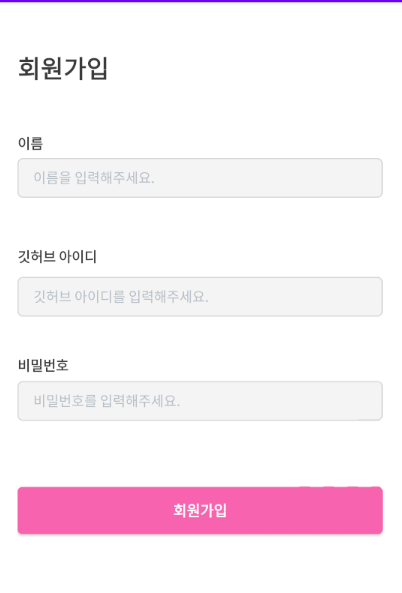 회원가입
이름
이름을 입력해주세요.
깃허브 아이디
깃허브 아이디를 입력해주세요.
비밀번호
비밀번호를 입력해주세요.
회원가입